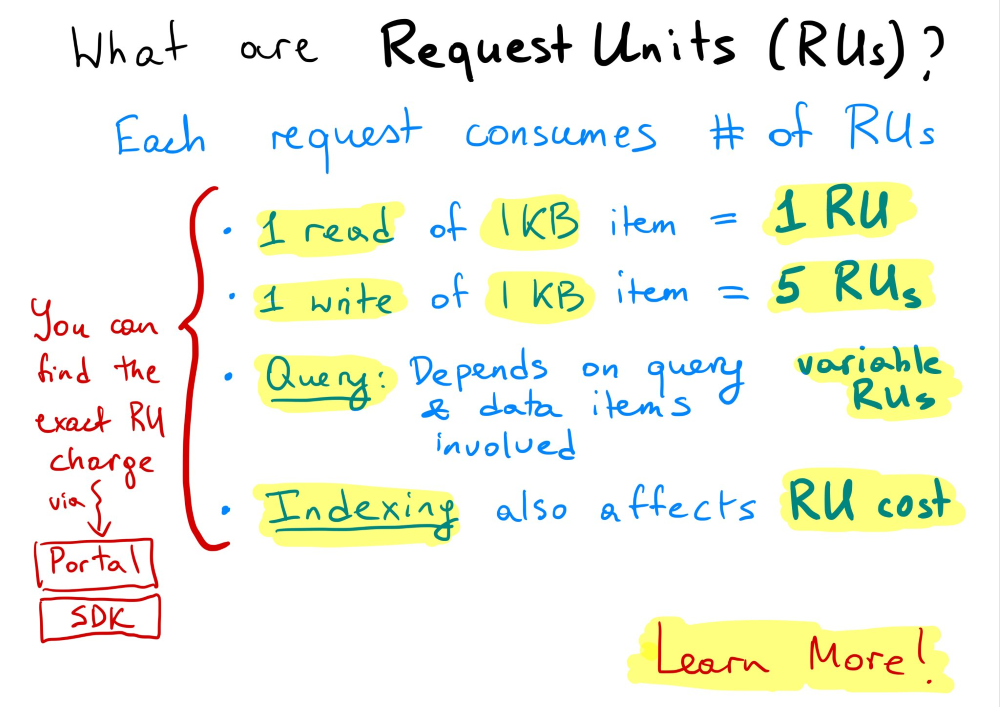 What are Request Units (RUs)?
Each request consumes # of RUs
• 1 read of 1 KB item = 1 RU
• 1 write of 1 KB item = 5 RUs
• Query: Depends on query variable
& data items RUs
involved
• Indexing also affects RU cost
You can
find the
exact RU
charge
via
Portal
SDK
Learn More!